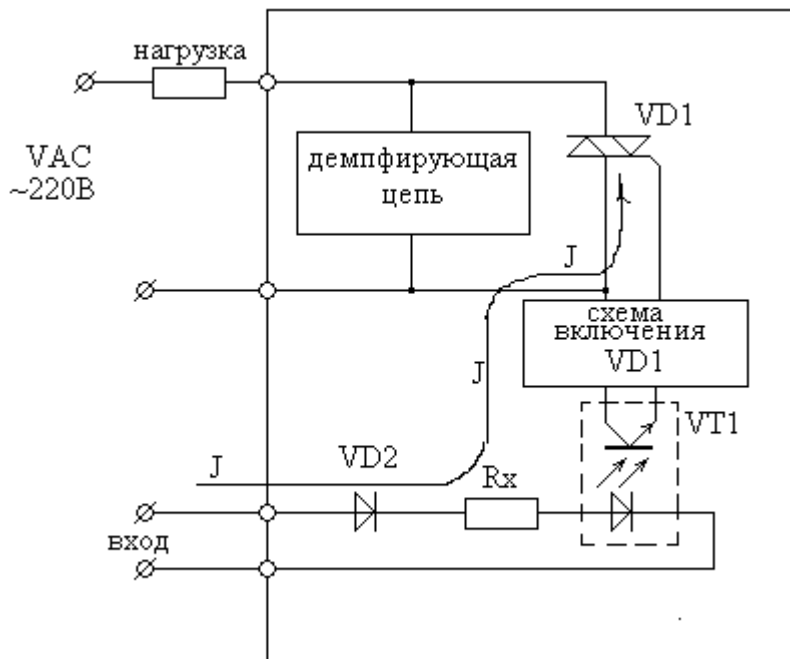 нагрузка
VD1
VAC
~220В
демпфирующая
цепь
J
схема
включения
VD1
J
VT1
J
VD2
Rx
вход